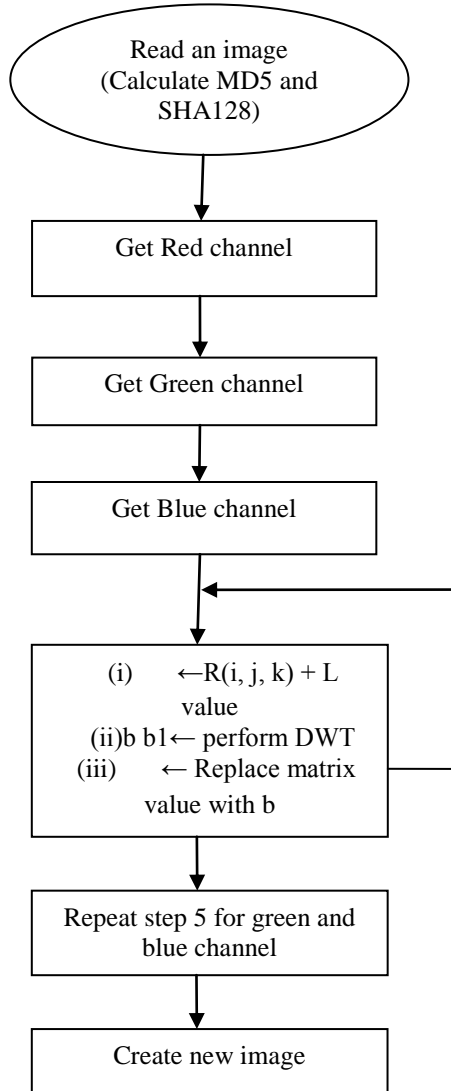 Read an image
(Calculate MD5 and
SHA128)
Get Red channel
Get Green channel
Get Blue channel
(i) ←R(i, j, k) + L
value
(ii)b b1← perform DWT
(iii) ← Replace matrix
value with b
Repeat step 5 for green and
blue channel
Create new image